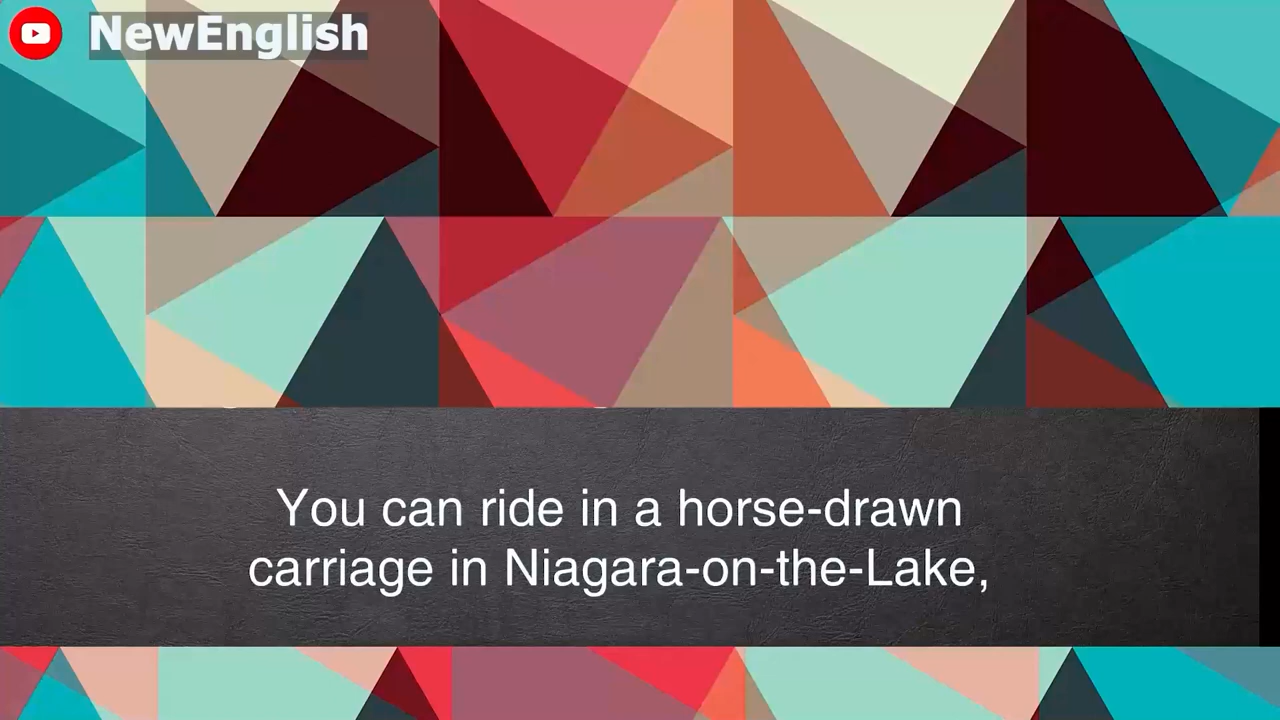 NewEnglish
You can ride in a horse-drawn
carriage in Niagara-on-the-Lake,